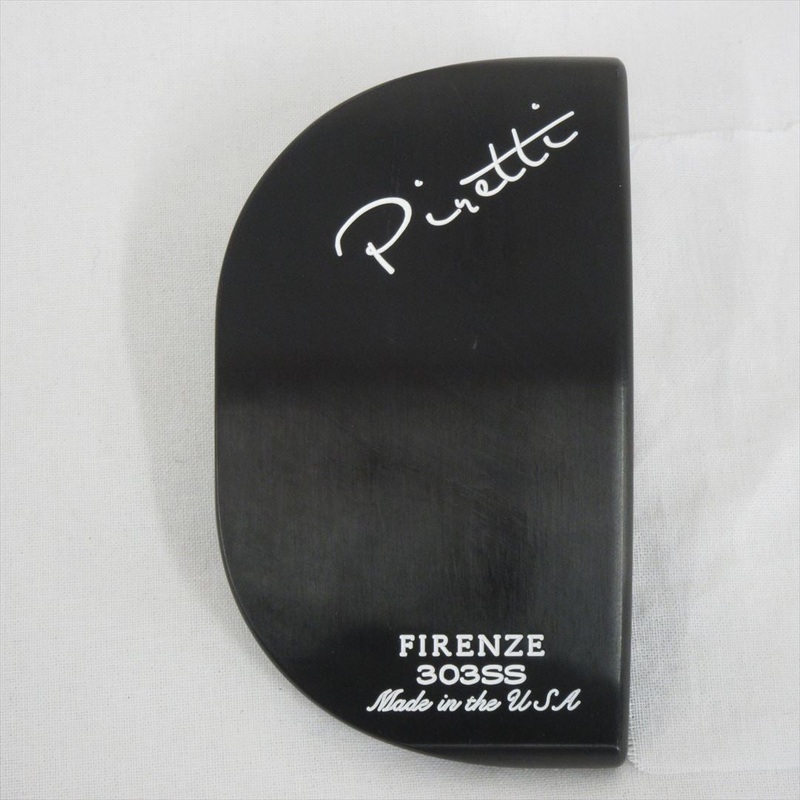 Piretti
FIRENZE
303SS
Made in the USA